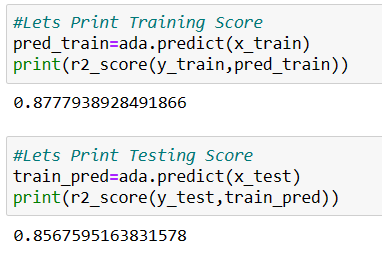 #Lets Print Training Score
pred_train=ada.predict(x_train)
print(r2_score(y_train,pred_train))
0.8777938928491866
#Lets Print Testing Score
train_pred=ada.predict(x_test)
print(r2_score(y_test,train_pred))
0.8567595163831578